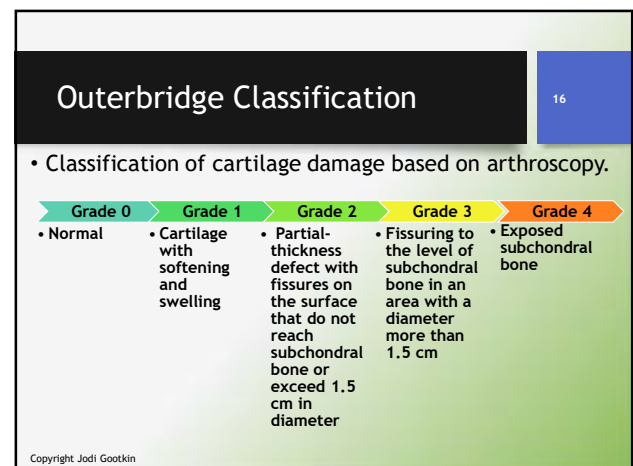 Outerbridge Classification
16
• Classification of cartilage damage based on arthroscopy.
Grade 0
• Normal
Grade 1
• Cartilage
with
softening
and
swelling
Grade 2
• Partial-
thickness
defect with
fissures on
the surface
that do not
reach
subchondral
bone or
exceed 1.5
cm in
diameter
Grade 3
• Fissuring to
the level of
subchondral
bone in an
area with a
diameter
more than
1.5 cm
Grade 4
• Exposed
subchondral
bone
Copyright Jodi Gootkin